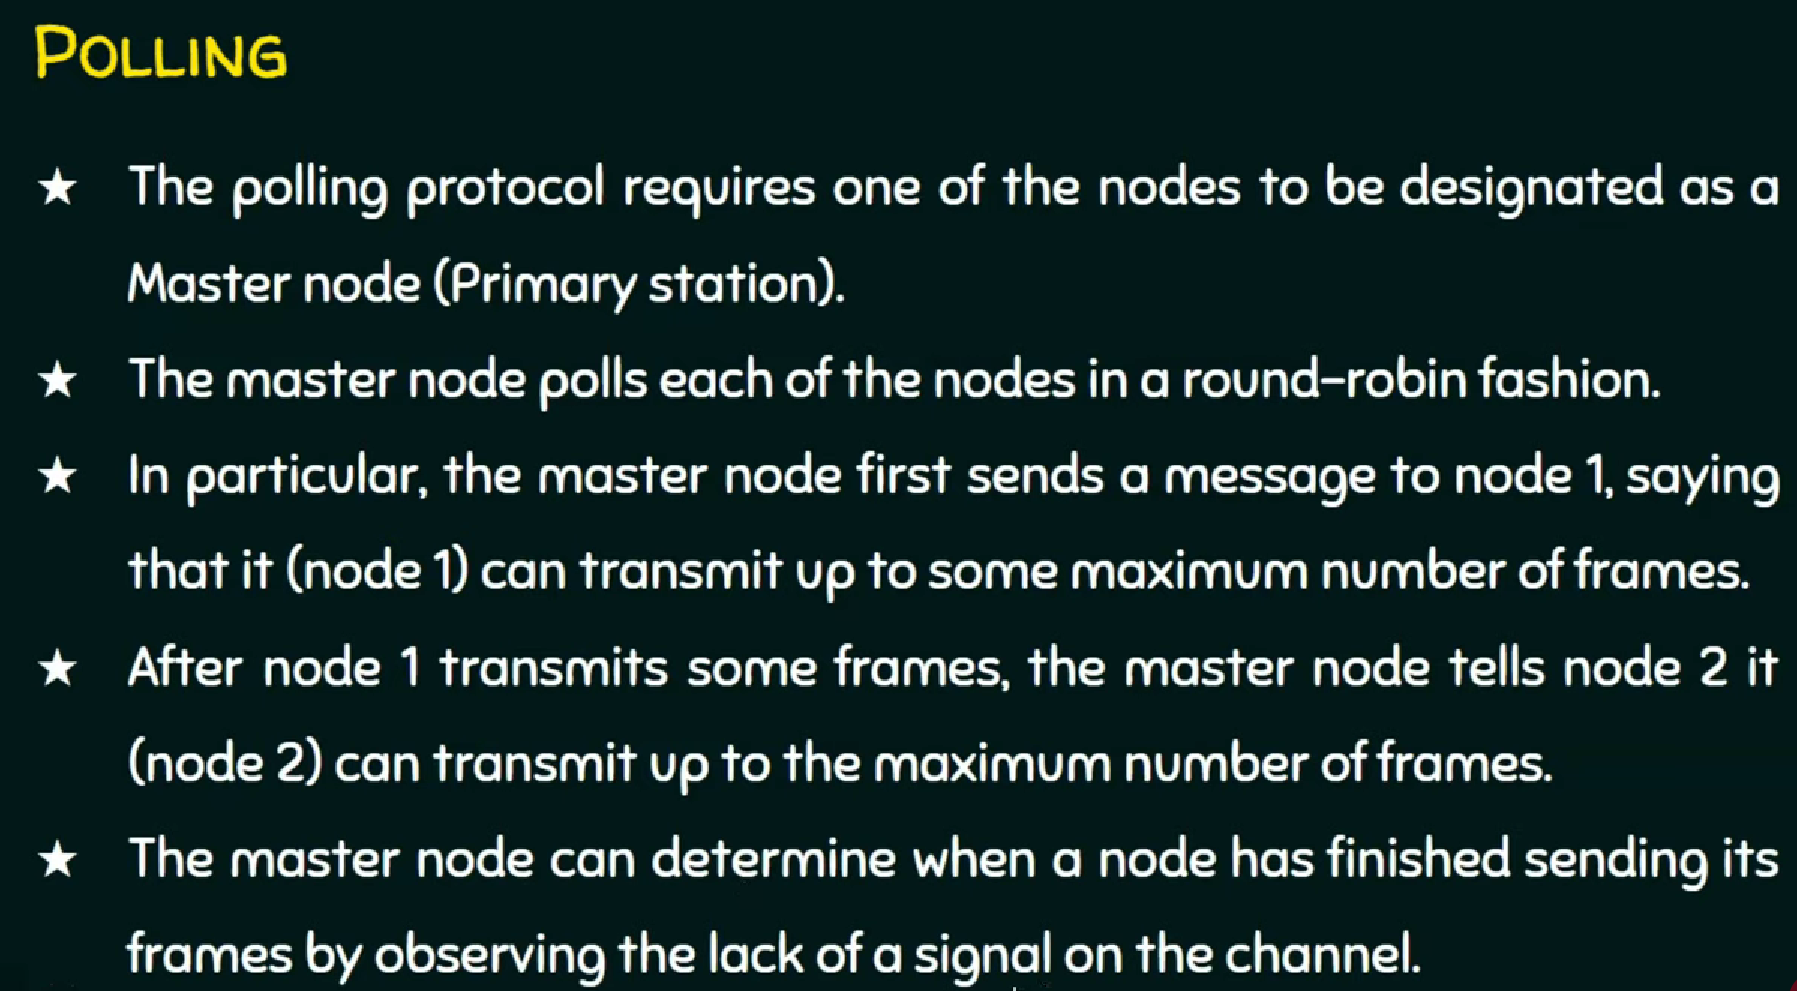 POLLING
★ The polling protocol requires one of the nodes to be designated as a
Master node (Primary station).
★ The master node polls each of the nodes in a round-robin fashion.
★ In particular, the master node first sends a message to node 1, saying
that it (node 1) can transmit up to some maximum number of frames.
★ After node 1 transmits some frames, the master node tells node 2 it
(node 2) can transmit up to the maximum number of frames.
★ The master node can determine when a node has finished sending its
frames by observing the lack of a signal on the channel.